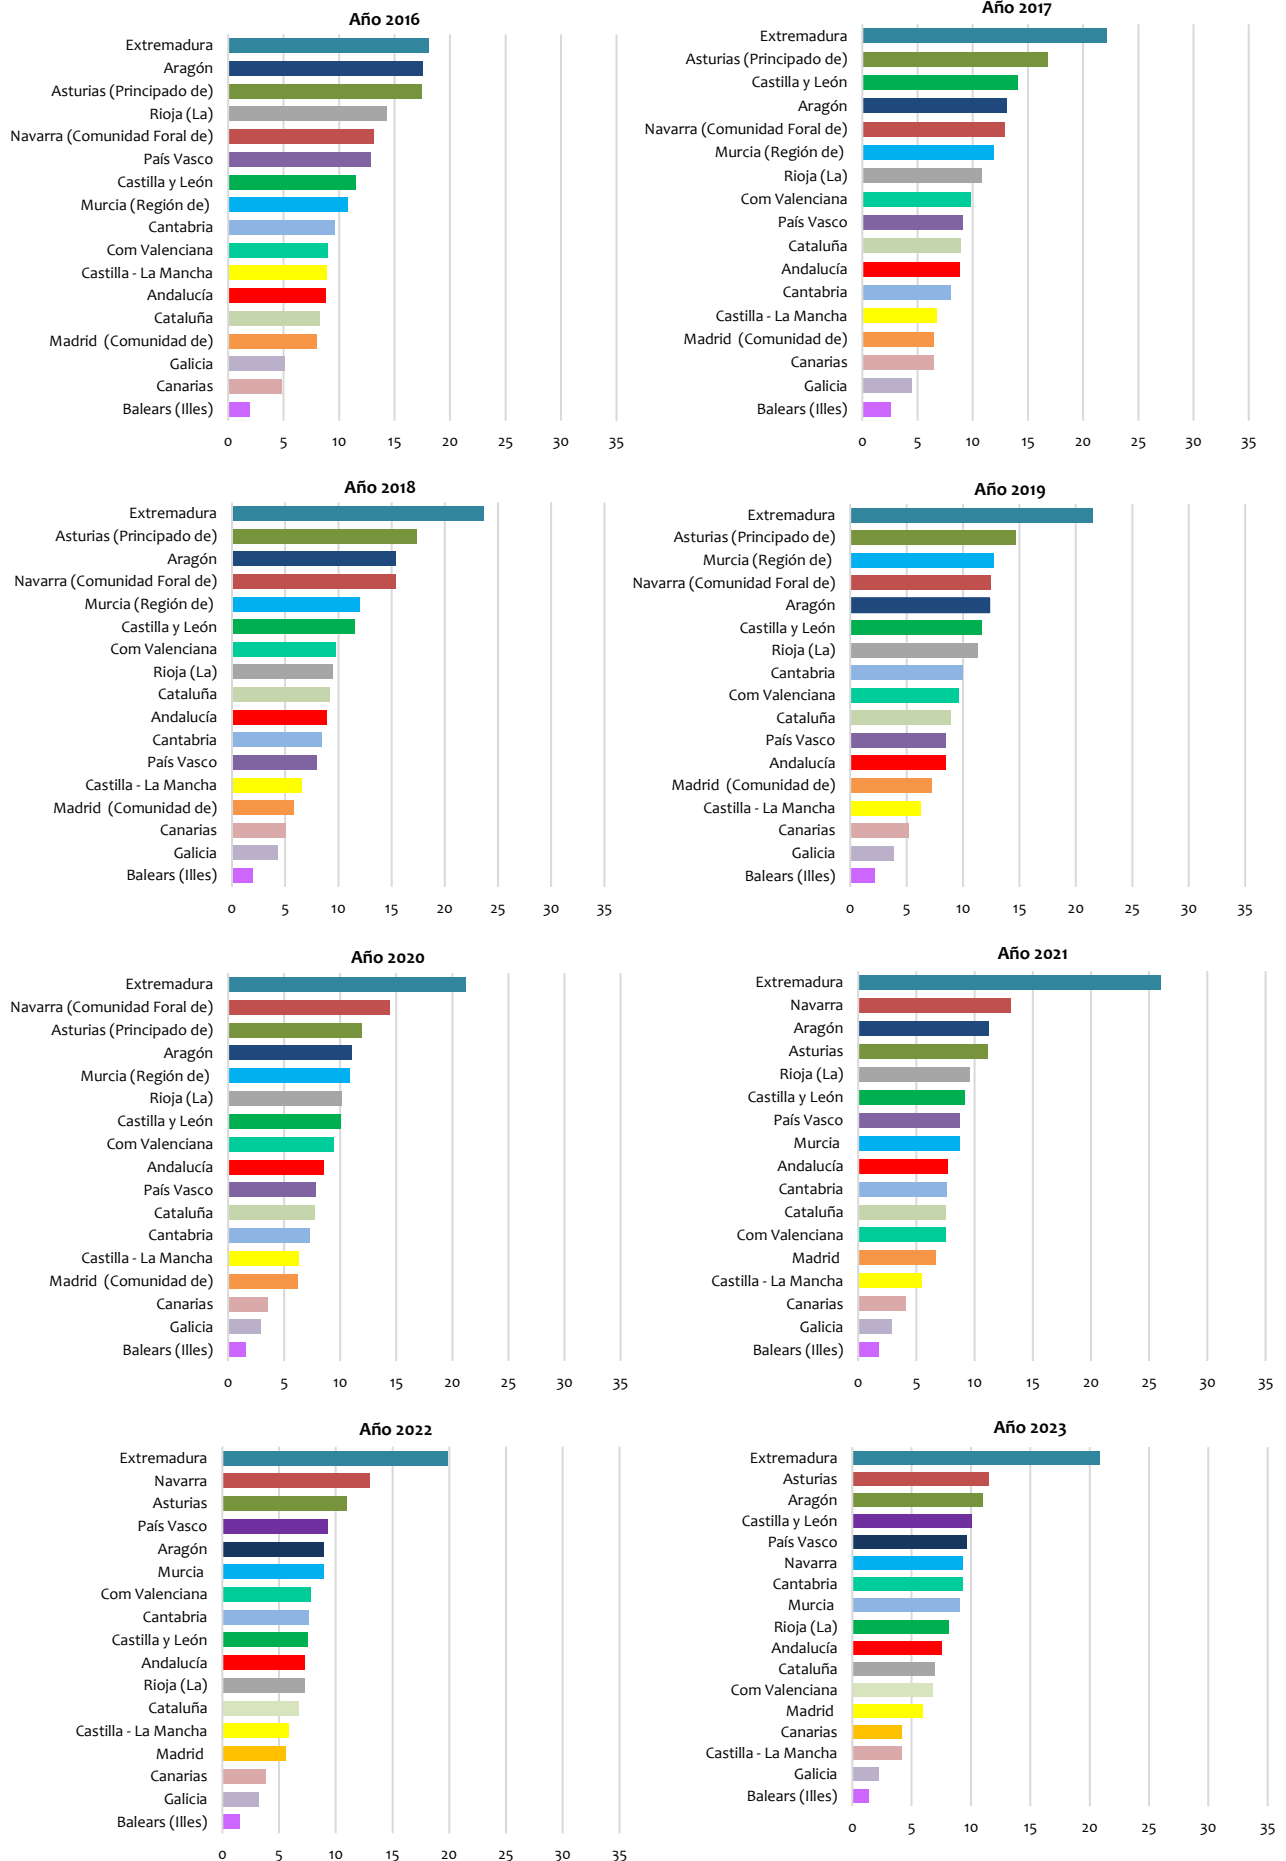 Año 2016
Extremadura
Aragón
Asturias (Principado de)
Rioja (La)
Navarra (Comunidad Foral de)
País Vasco
Castilla y León
Murcia (Región de)
Cantabria
Com Valenciana
Castilla - La Mancha
Andalucía
Cataluña
Madrid (Comunidad de)
Galicia
Canarias
Balears (Illes)
0 5 10 15 20 25 30 35
Año 2017
Extremadura
Asturias (Principado de)
Castilla y León
Aragón
Navarra (Comunidad Foral de)
Murcia (Región de)
Rioja (La)
Com Valenciana
País Vasco
Cataluña
Andalucía
Cantabria
Castilla - La Mancha
Madrid (Comunidad de)
Canarias
Galicia
Balears (Illes)
0 5 10 15 20 25 30 35
Año 2018
Extremadura
Asturias (Principado de)
Aragón
Navarra (Comunidad Foral de)
Murcia (Región de)
Castilla y León
Com Valenciana
Rioja (La)
Cataluña
Andalucía
Cantabria
País Vasco
Castilla - La Mancha
Madrid (Comunidad de)
Canarias
Galicia
Balears (Illes)
0 5 10 15 20 25 30 35
Año 2019
Extremadura
Asturias (Principado de)
Murcia (Región de)
Navarra (Comunidad Foral de)
Aragón
Castilla y León
Rioja (La)
Cantabria
Com Valenciana
Cataluña
País Vasco
Andalucía
Madrid (Comunidad de)
Castilla - La Mancha
Canarias
Galicia
Balears (Illes)
0 5 10 15 20 25 30 35
Año 2020
Extremadura
Navarra (Comunidad Foral de)
Asturias (Principado de)
Aragón
Murcia (Región de)
Rioja (La)
Castilla y León
Com Valenciana
Andalucía
País Vasco
Cataluña
Cantabria
Castilla - La Mancha
Madrid (Comunidad de)
Canarias
Galicia
Balears (Illes)
0 5 10 15 20 25 30 35
Año 2021
Extremadura
Navarra
Aragón
Asturias
Rioja (La)
Castilla y León
País Vasco
Murcia
Andalucía
Cantabria
Cataluña
Com Valenciana
Madrid
Castilla - La Mancha
Canarias
Galicia
Balears (Illes)
0 5 10 15 20 25 30 35
Año 2022
Extremadura
Navarra
Asturias
País Vasco
Aragón
Murcia
Com Valenciana
Cantabria
Castilla y León
Andalucía
Rioja (La)
Cataluña
Castilla - La Mancha
Madrid
Canarias
Galicia
Balears (Illes)
0 5 10 15 20 25 30 35
Año 2023
Extremadura
Asturias
Aragón
Castilla y León
País Vasco
Navarra
Cantabria
Murcia
Rioja (La)
Andalucía
Cataluña
Com Valenciana
Madrid
Canarias
Castilla - La Mancha
Galicia
Balears (Illes)
0 5 10 15 20 25 30 35